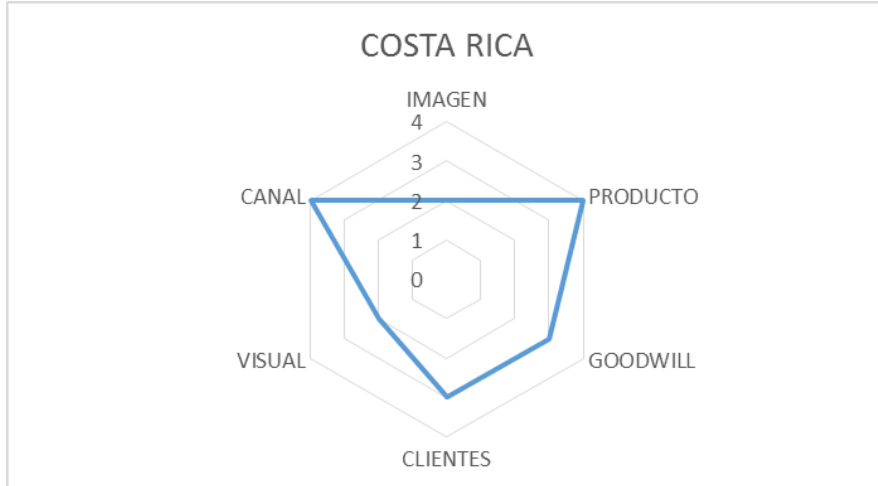 COSTA RICA
IMAGEN
4
3
2
1
0
CANAL
PRODUCTO
VISUAL
GOODWILL
CLIENTES